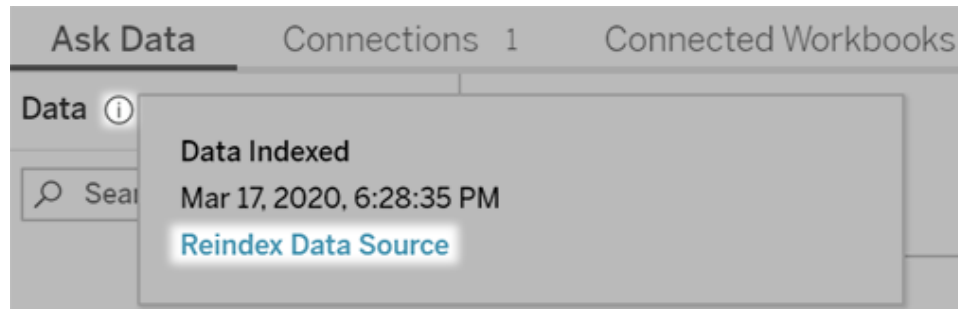 Ask Data Connections 1 Connected Workbooks
Data
Data Indexed
Mar 17, 2020, 6:28:35 PM
Reindex Data Source